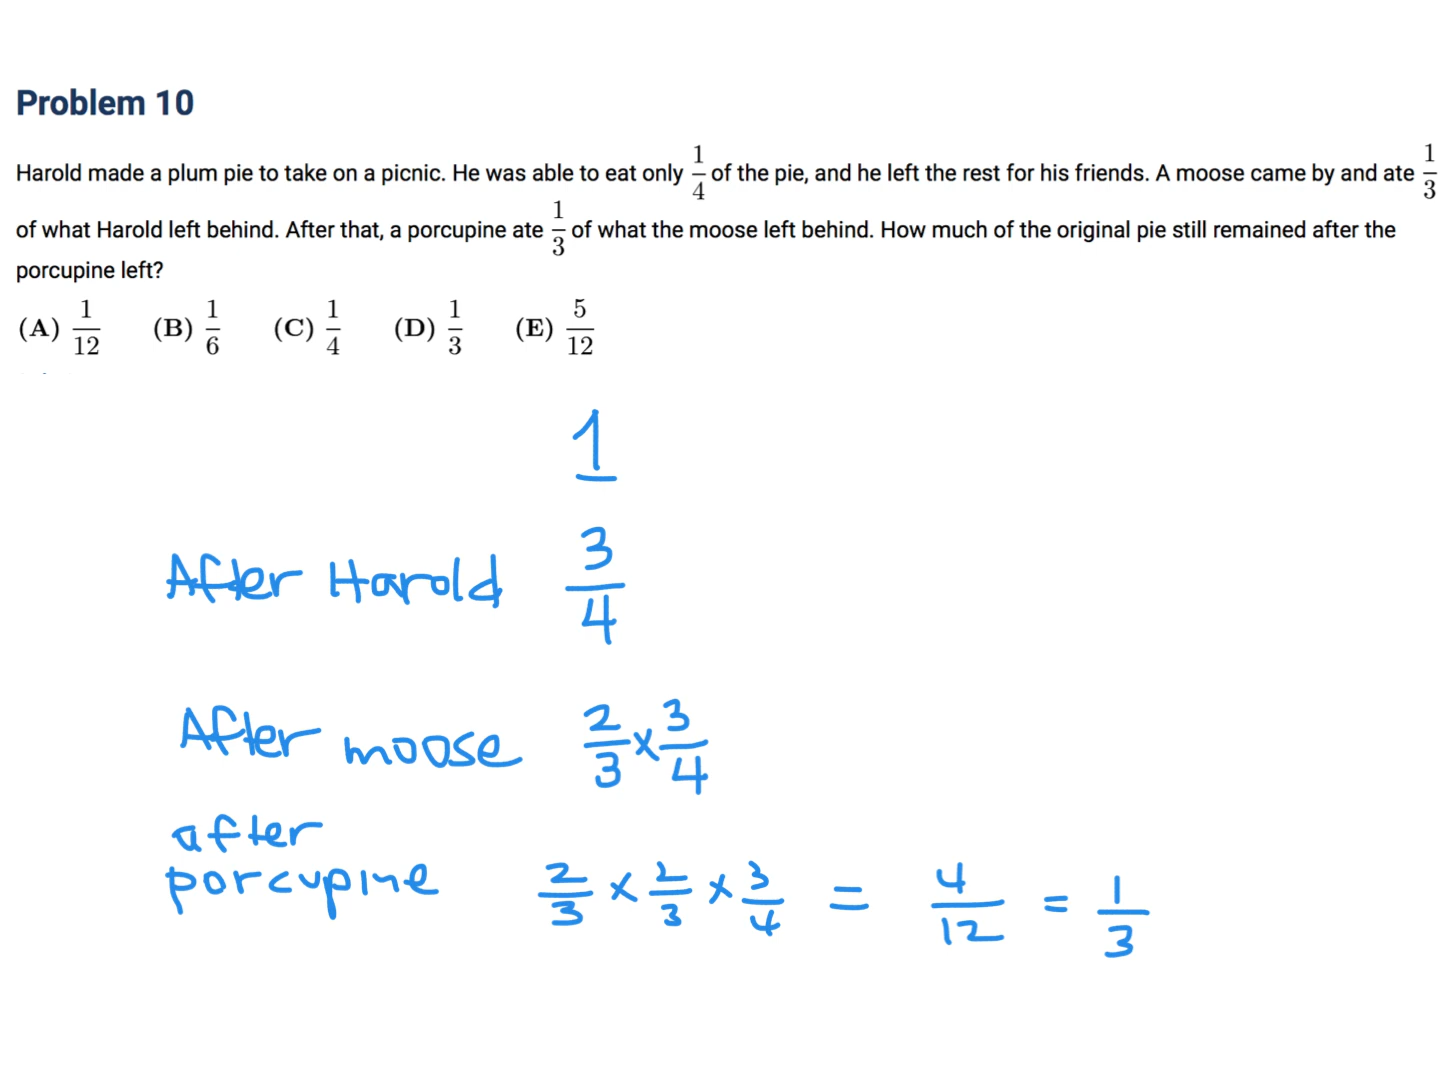 Problem 10
Harold made a plum pie to take on a picnic. He was able to eat only 1/4 of the pie, and he left the rest for his friends. A moose came by and ate 1/3
of what Harold left behind. After that, a porcupine ate 1/3 of what the moose left behind. How much of the original pie still remained after the
porcupine left?
(A) 1/12 (B) 1/6 (C) 1/4 (D) 1/3 (E) 5/12
1
After Harold 3/4
After moose 2/3 x 3/4
after
porcupine 2/3 x 2/3 x 3/4 = 4/12 = 1/3